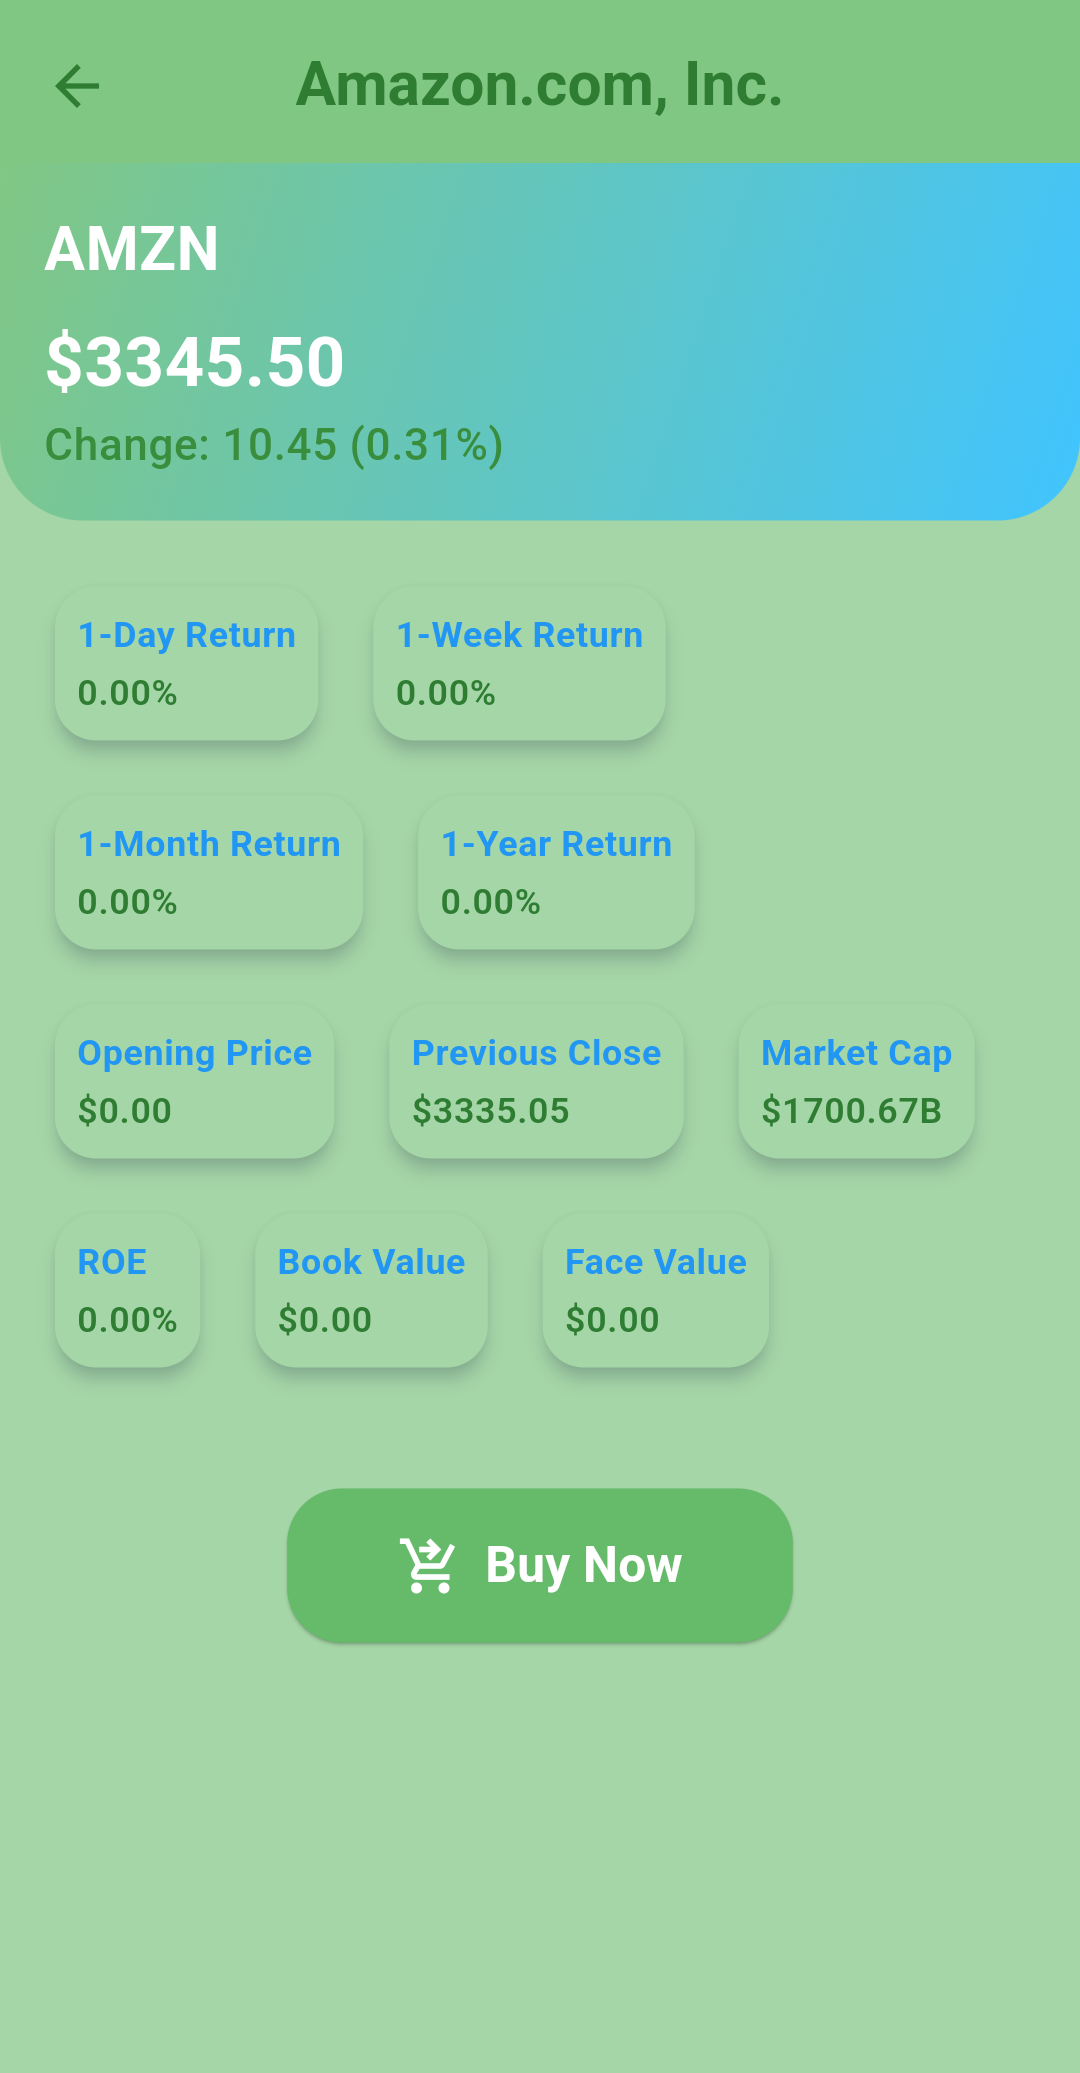 Amazon.com, Inc.
AMZN
$3345.50
Change: 10.45 (0.31%)
1-Day Return
0.00%
1-Week Return
0.00%
1-Month Return
0.00%
1-Year Return
0.00%
Opening Price
$0.00
Previous Close
$3335.05
Market Cap
$1700.67B
ROE
0.00%
Book Value
$0.00
Face Value
$0.00
Buy Now